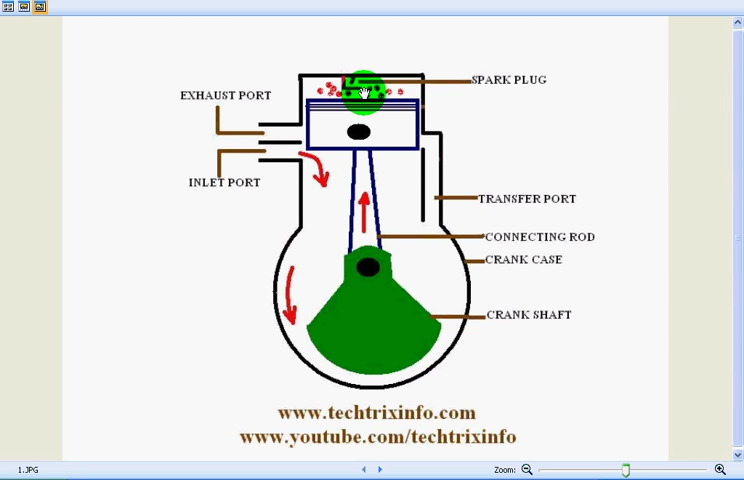 SPARK PLUG
EXHAUST PORT
INLET PORT
TRANSFER PORT
CONNECTING ROD
CRANK CASE
CRANK SHAFT
www.techtrixinfo.com
www.youtube.com/techtrixinfo
1.JPG
Zoom: